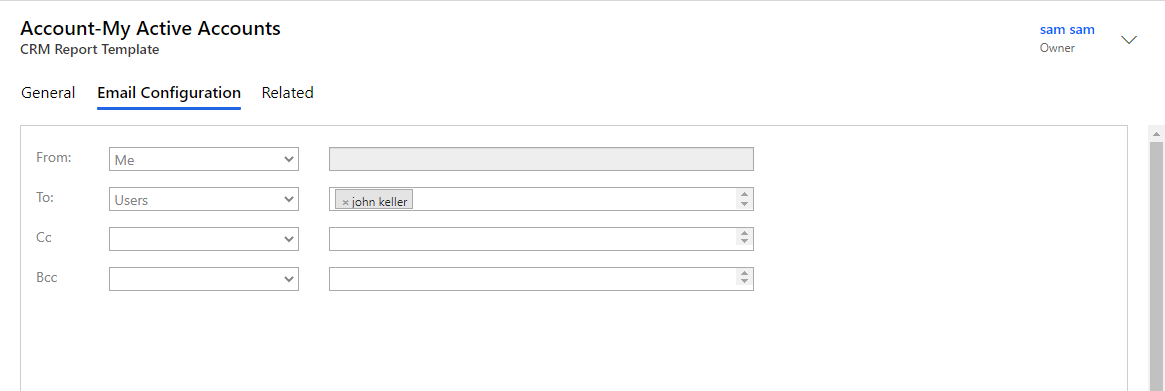 Account-My Active Accounts
CRM Report Template
sam sam
Owner
General Email Configuration Related
From: Me
To: Users × john keller
Cc
Bcc